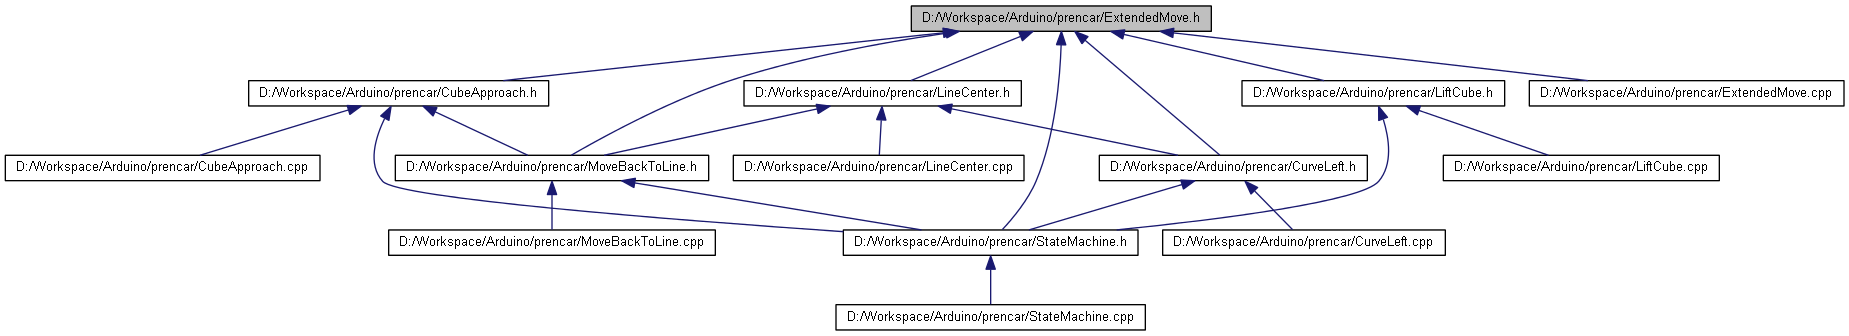 D:/Workspace/Arduino/prencar/ExtendedMove.h
D:/Workspace/Arduino/prencar/CubeApproach.h
D:/Workspace/Arduino/prencar/LineCenter.h
D:/Workspace/Arduino/prencar/LiftCube.h
D:/Workspace/Arduino/prencar/ExtendedMove.cpp
D:/Workspace/Arduino/prencar/CubeApproach.cpp
D:/Workspace/Arduino/prencar/MoveBackToLine.h
D:/Workspace/Arduino/prencar/LineCenter.cpp
D:/Workspace/Arduino/prencar/CurveLeft.h
D:/Workspace/Arduino/prencar/LiftCube.cpp
D:/Workspace/Arduino/prencar/MoveBackToLine.cpp
D:/Workspace/Arduino/prencar/StateMachine.h
D:/Workspace/Arduino/prencar/CurveLeft.cpp
D:/Workspace/Arduino/prencar/StateMachine.cpp